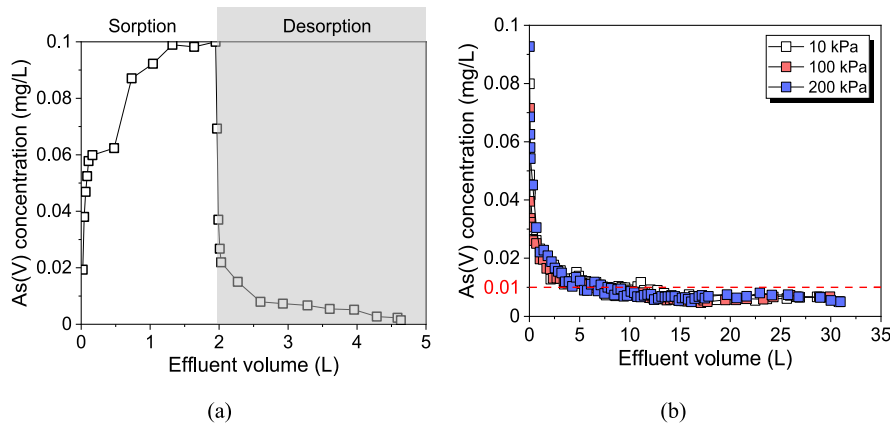 Sorption Desorption
0.1
0.08
0.06
0.04
0.02
0
As(V) concentration (mg/L)
0 1 2 3 4 5
Effluent volume (L)
(a)
10 kPa
100 kPa
200 kPa
0.1
0.08
0.06
0.04
0.02
0.01
0
As(V) concentration (mg/L)
0 5 10 15 20 25 30 35
Effluent volume (L)
(b)